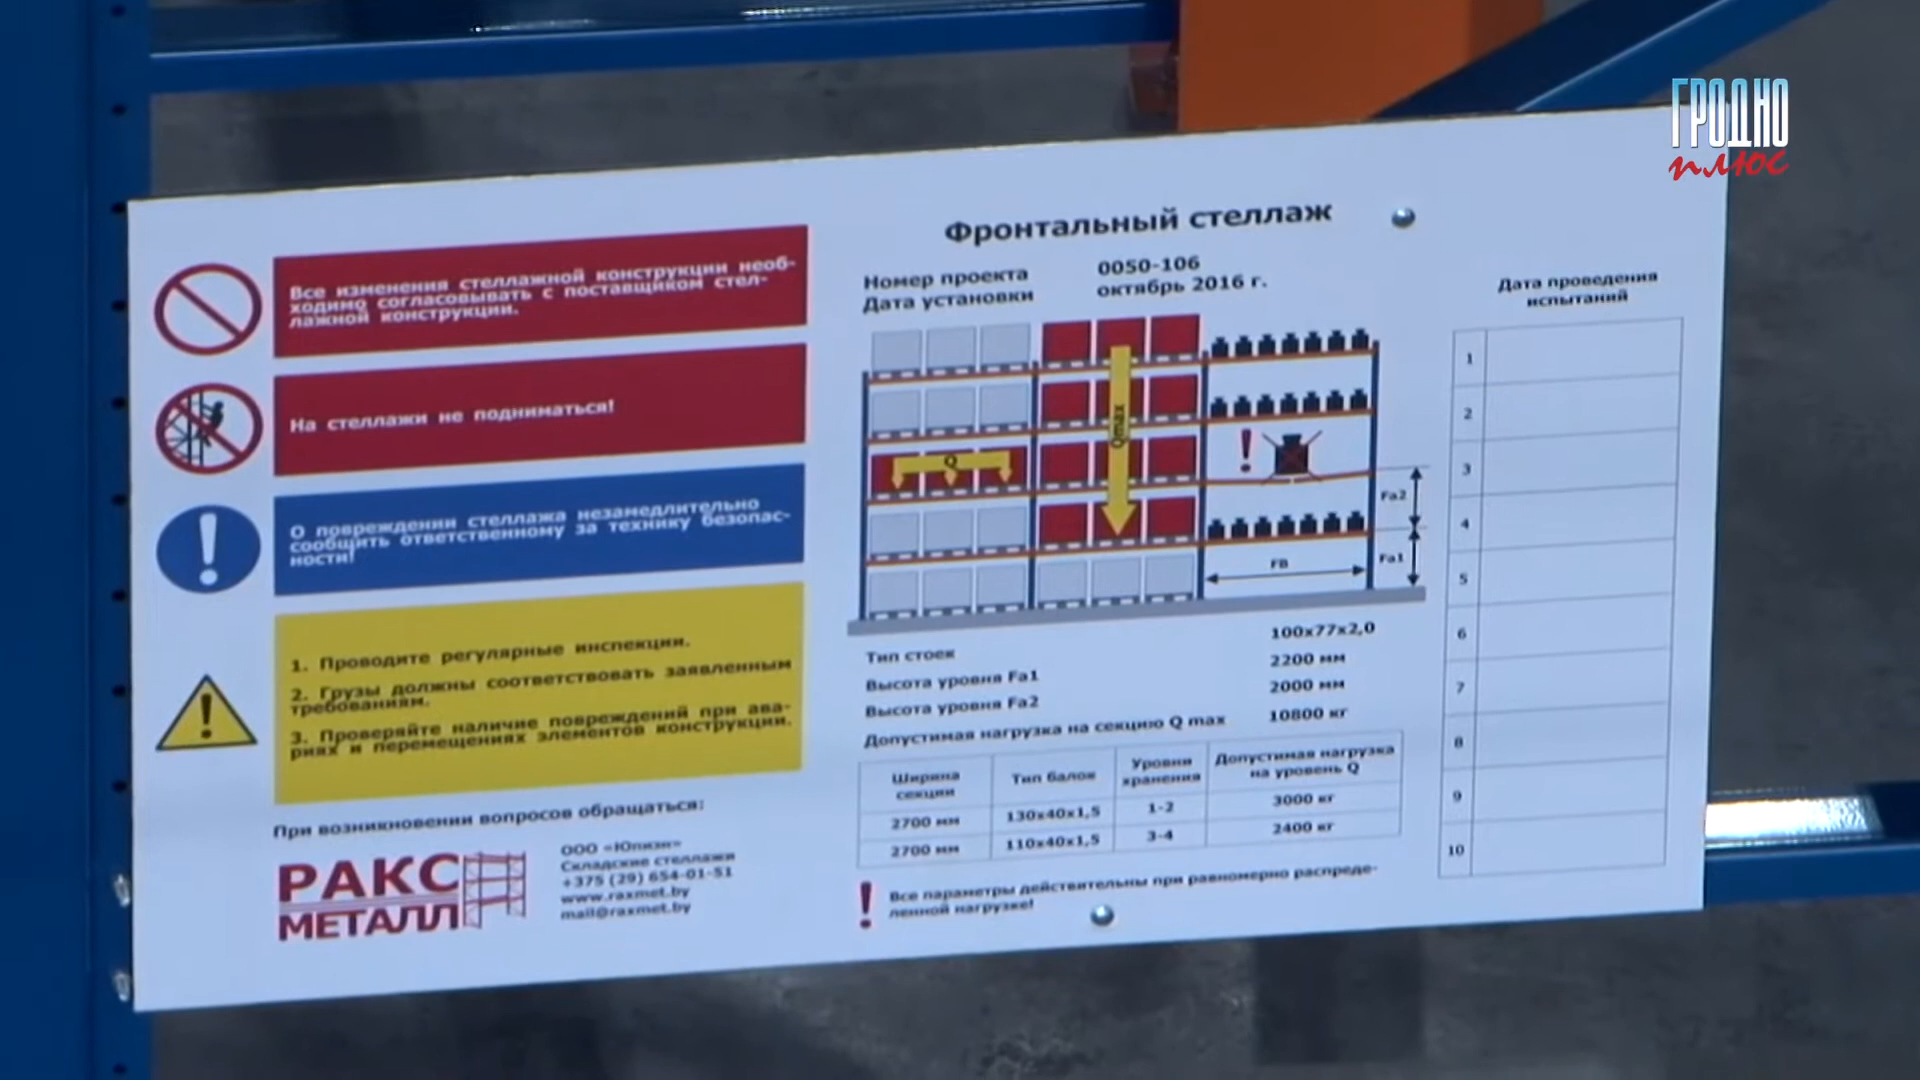 ГРОДНО
плюс
Все изменения стеллажной конструкции необ-
ходимо согласовывать с поставщиком стел-
лажной конструкции.
На стеллажи не подниматься!
О повреждении стеллажа незамедлительно
сообщить ответственному за технику безопас-
ности!
1. Проводите регулярные инспекции.
2. Грузы должны соответствовать заявленным
требованиям.
3. Проверяйте наличие повреждений при ава-
риях и перемещениях элементов конструкции.
При возникновении вопросов обращаться:
РАКС
МЕТАЛЛ
ООО «Юпизн»
Складские стеллажи
+375 (29) 654-01-51
www.raxmet.by
mail@raxmet.by
Фронтальный стеллаж
Номер проекта 0050-106
Дата установки октябрь 2016 г.
Qmax
Q
Fa2
Fa1
FB
Тип стоек 100x77x2,0
Высота уровня Fa1 2200 мм
Высота уровня Fa2 2000 мм
Допустимая нагрузка на секцию Q max 10800 кг
Ширина секции Тип балок Уровни хранения Допустимая нагрузка на уровень Q
2700 мм 130x40x1,5 1-2 3000 кг
2700 мм 110x40x1,5 3-4 2400 кг
! Все параметры действительны при равномерно распреде-
ленной нагрузке!
Дата проведения
испытаний
1
2
3
4
5
6
7
8
9
10